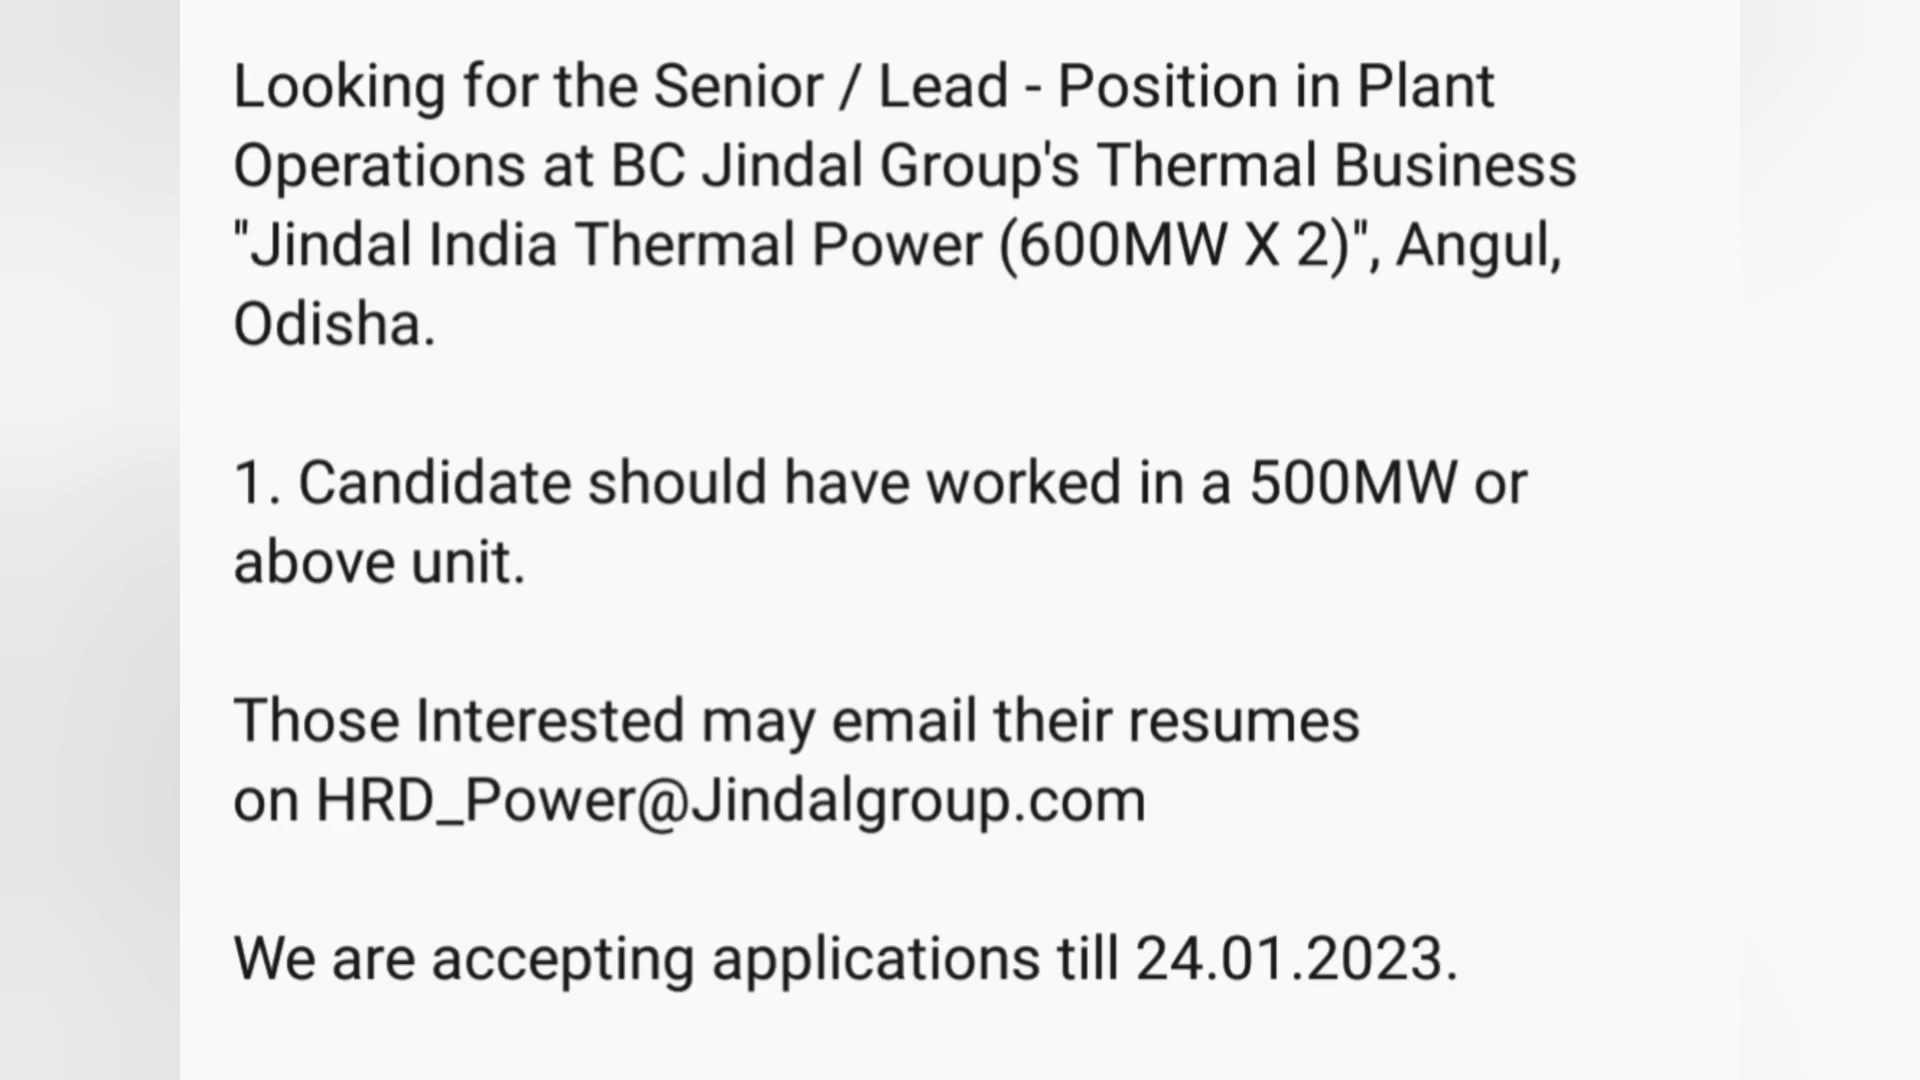 Looking for the Senior / Lead - Position in Plant
Operations at BC Jindal Group's Thermal Business
"Jindal India Thermal Power (600MW X 2)", Angul,
Odisha.
1. Candidate should have worked in a 500MW or
above unit.
Those Interested may email their resumes
on HRD_Power@Jindalgroup.com
We are accepting applications till 24.01.2023.